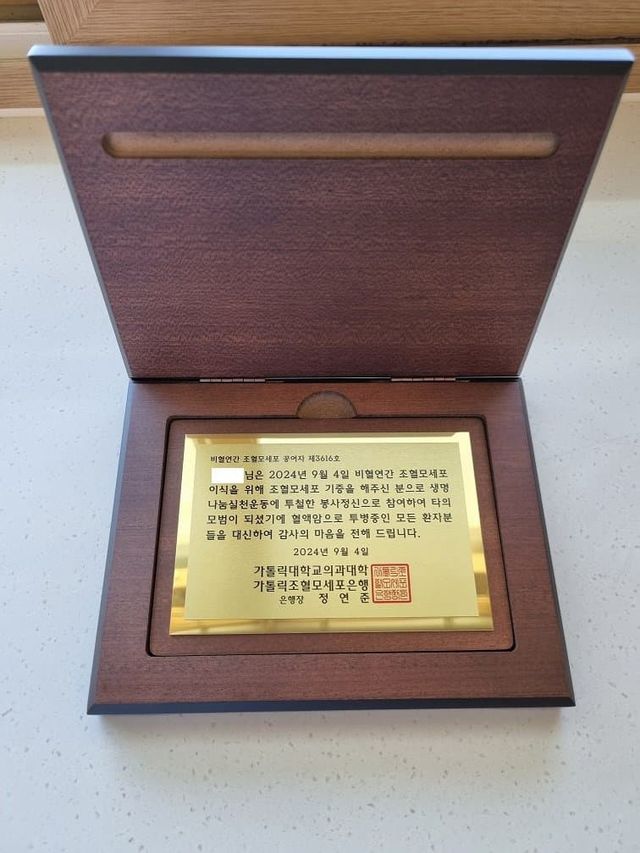 비혈연간 조혈모세포 공여자 제3616호
님은 2024년 9월 4일 비혈연간 조혈모세포
이식을 위해 조혈모세포 기증을 해주신 분으로 생명
나눔실천운동에 투철한 봉사정신으로 참여하여 타의
모범이 되셨기에 혈액암으로 투병중인 모든 환자분
들을 대신하여 감사의 마음을 전해 드립니다.
2024년 9월 4일
가톨릭대학교의과대학
가톨릭조혈모세포은행
은행장 정연준